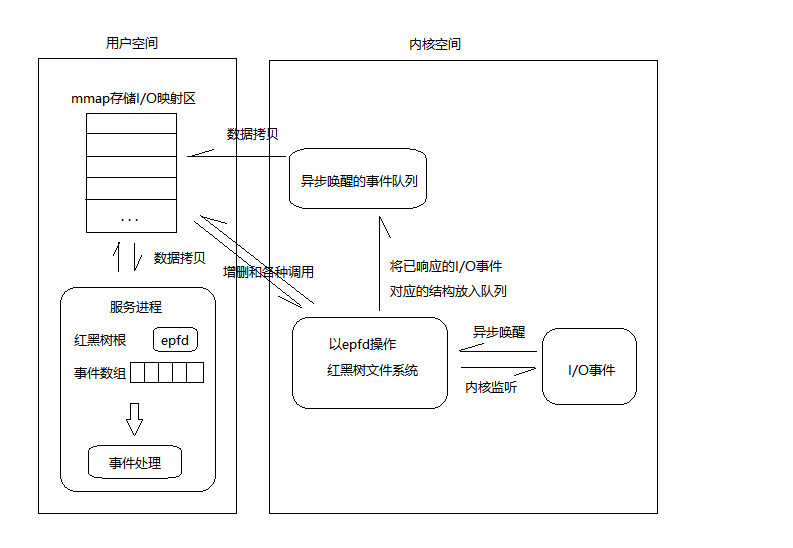 用户空间
内核空间
mmap存储I/O映射区
...
数据拷贝
异步唤醒的事件队列
数据拷贝
增删和各种调用
将已响应的I/O事件
对应的结构放入队列
服务进程
红黑树根
epfd
事件数组
事件处理
以epfd操作
红黑树文件系统
异步唤醒
内核监听
I/O事件